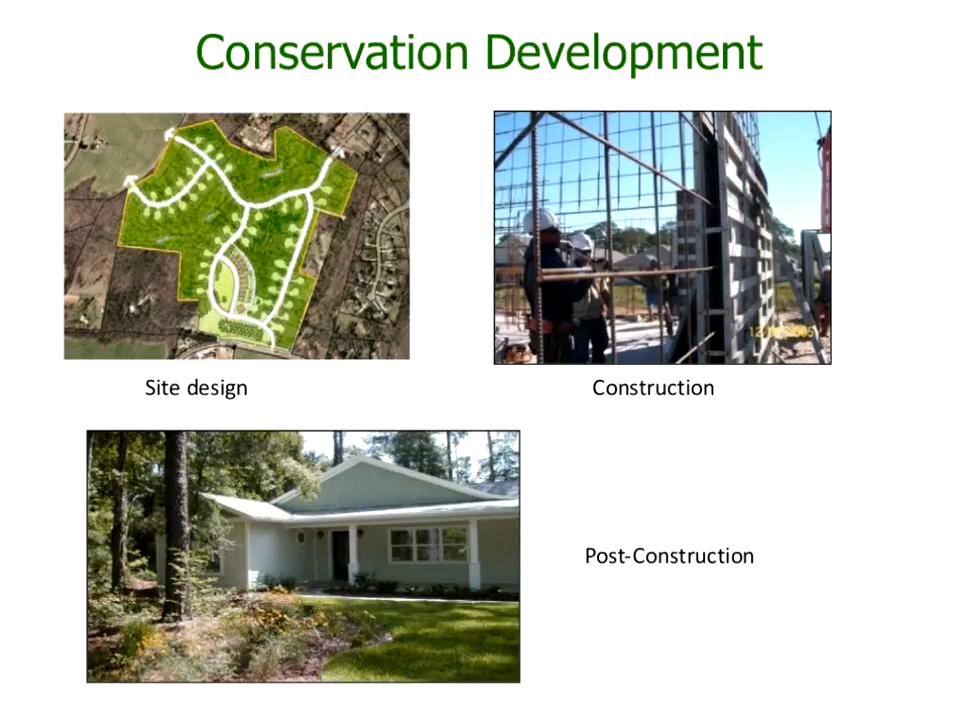 Conservation Development
Site design
Construction
Post-Construction